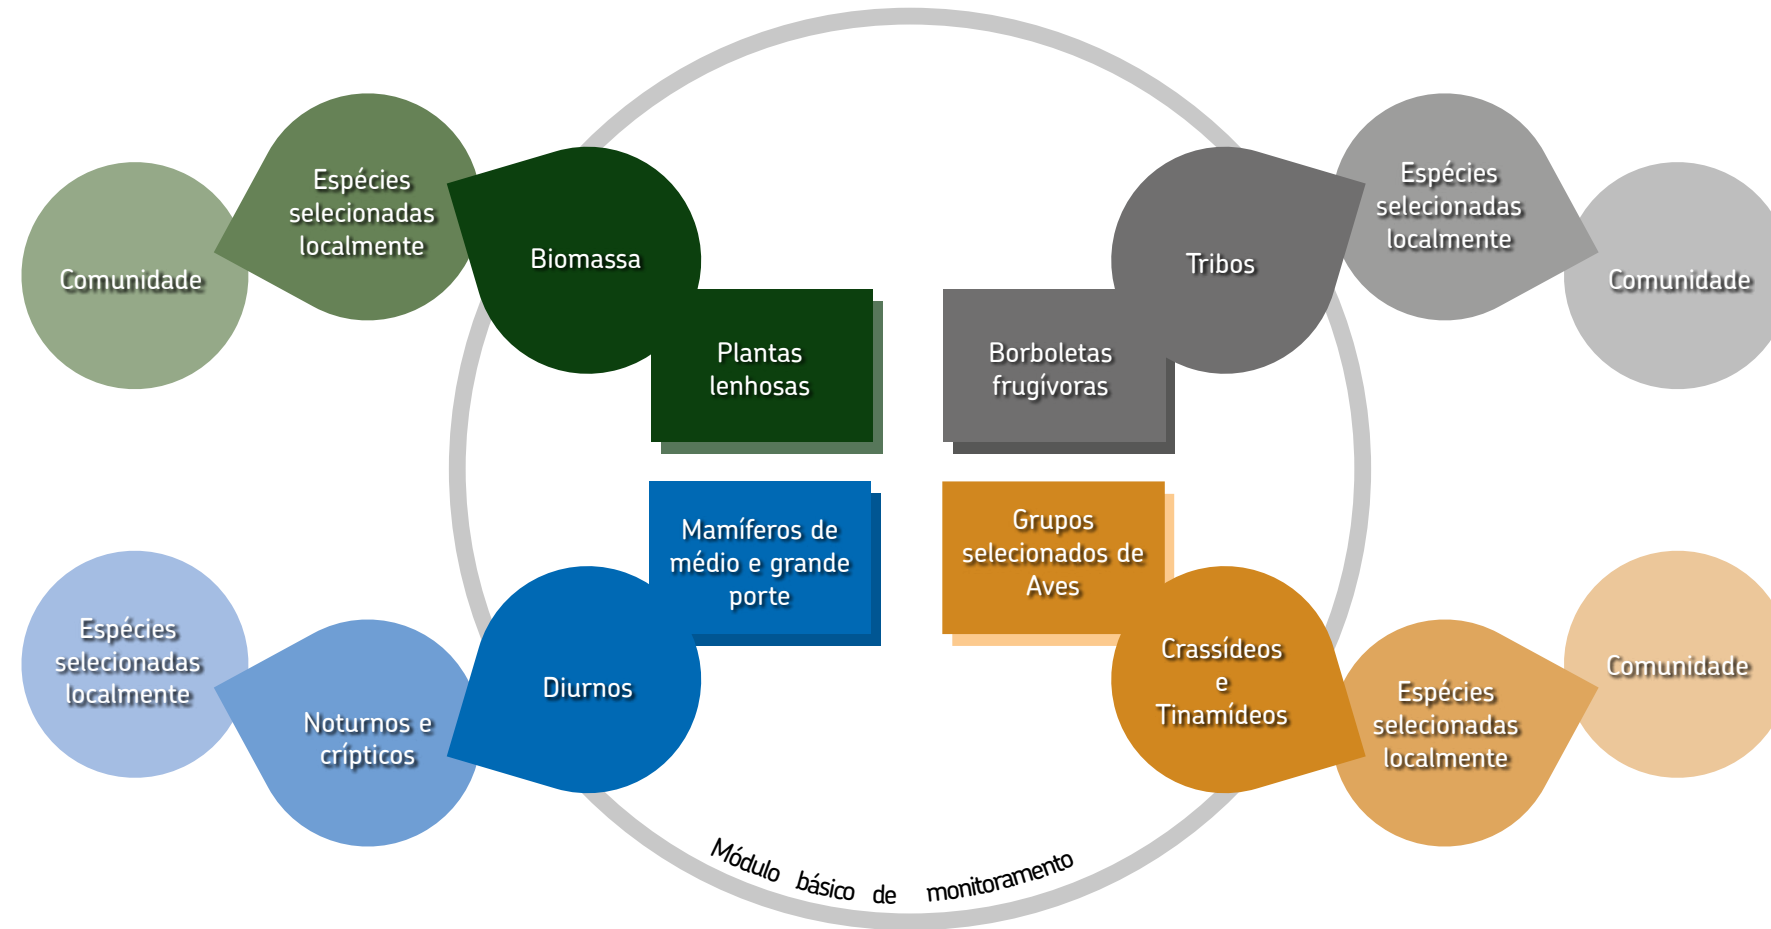 Comunidade
Espécies
selecionadas
localmente
Biomassa
Plantas
lenhosas
Borboletas
frugívoras
Tribos
Espécies
selecionadas
localmente
Comunidade
Espécies
selecionadas
localmente
Noturnos e
crípticos
Diurnos
Mamíferos de
médio e grande
porte
Grupos
selecionados de
Aves
Crassídeos
e
Tinamídeos
Espécies
selecionadas
localmente
Comunidade
Módulo básico de monitoramento